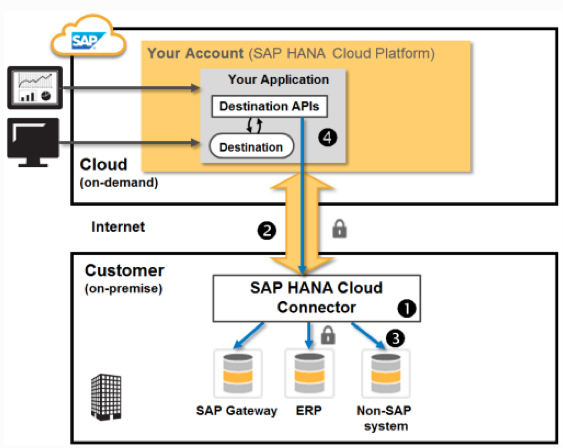 SAP
Your Account (SAP HANA Cloud Platform)
Your Application
Destination APIs
4
Destination
Cloud
(on-demand)
Internet
2
Customer
(on-premise)
SAP HANA Cloud
Connector
1
3
SAP Gateway
ERP
Non-SAP
system